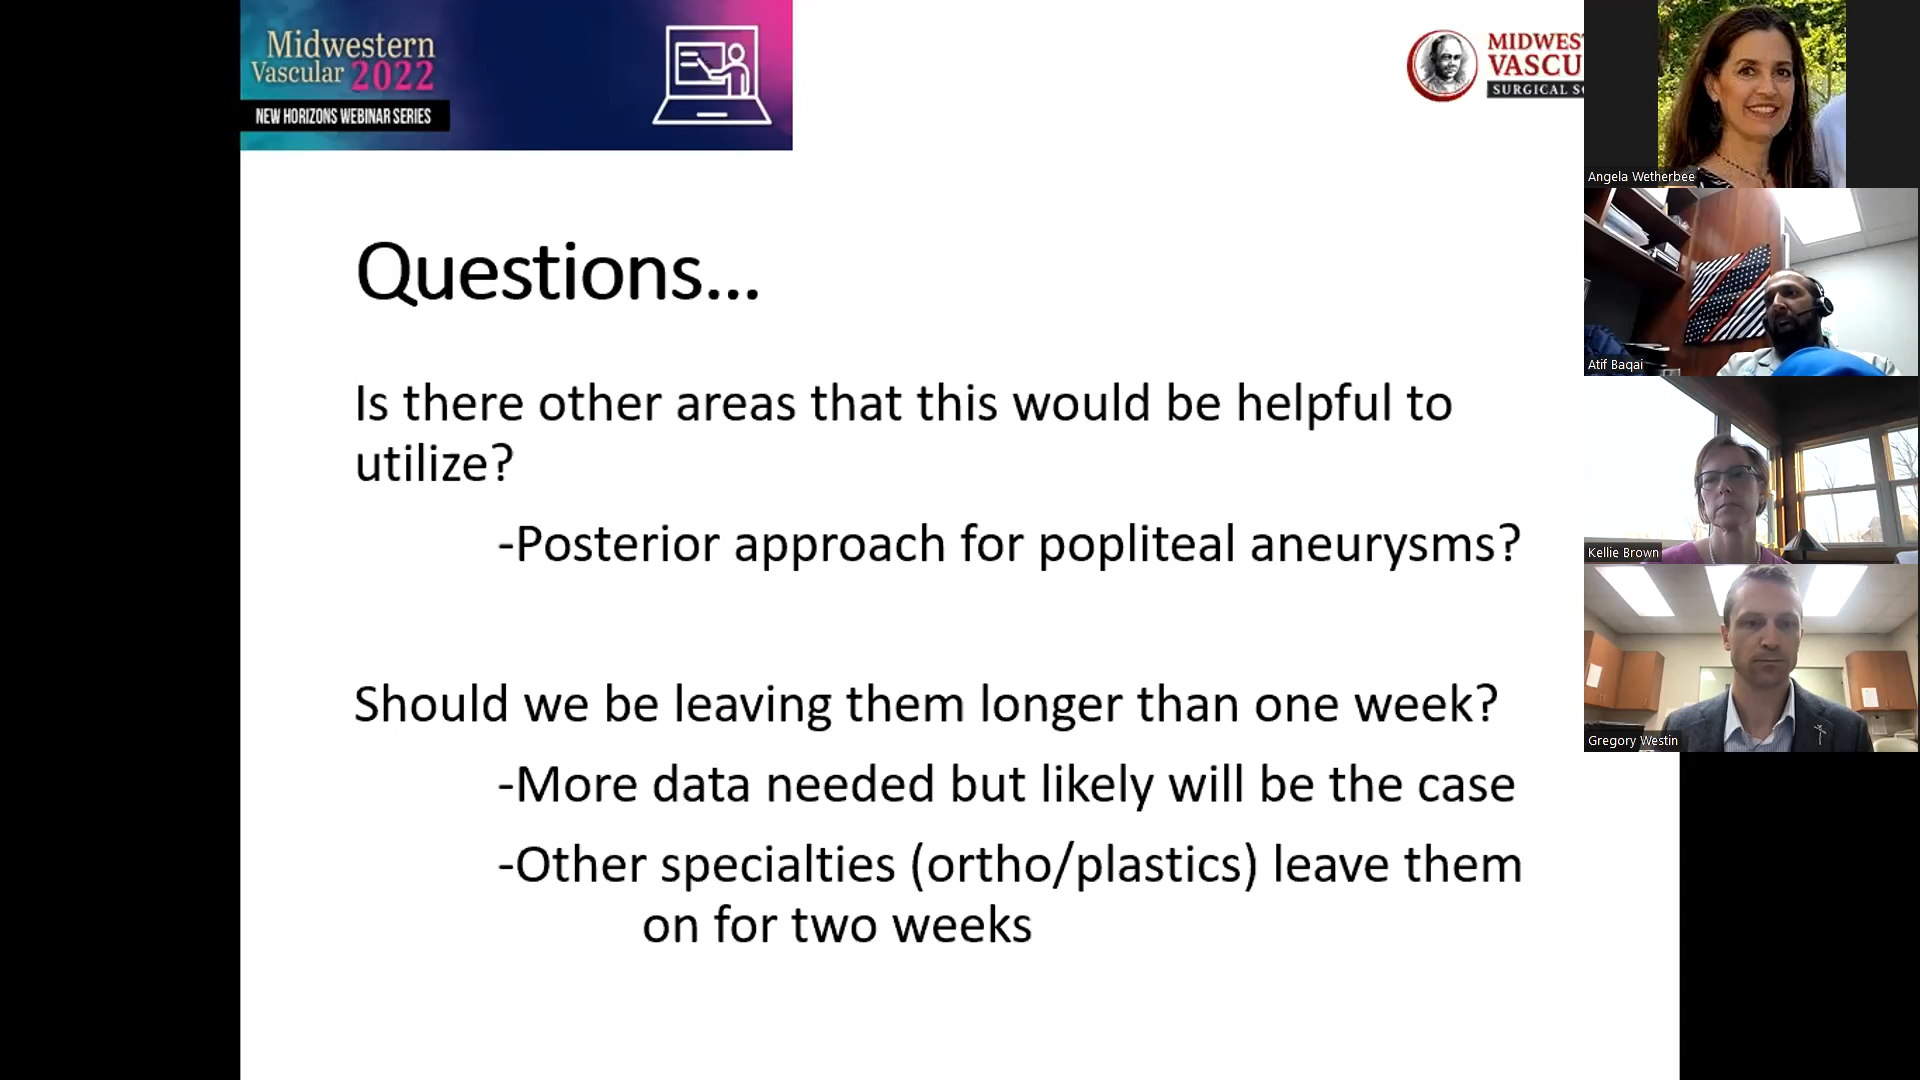 Midwestern
Vascular 2022
NEW HORIZONS WEBINAR SERIES
MIDWES
VASCU
SURGICAL S
Questions...
Is there other areas that this would be helpful to
utilize?
-Posterior approach for popliteal aneurysms?
Should we be leaving them longer than one week?
-More data needed but likely will be the case
-Other specialties (ortho/plastics) leave them
on for two weeks
Angela Wetherbee
Atif Baqai
Kellie Brown
Gregory Westin